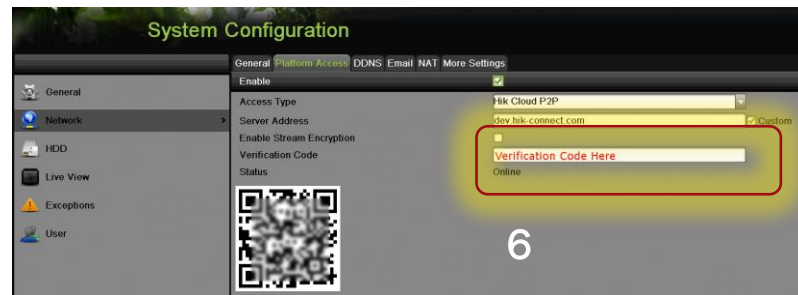 System Configuration
General Platform Access DDNS Email NAT More Settings
Enable
General
Access Type Hik Cloud P2P
Network Server Address dev.hik-connect.com Custom
Enable Stream Encryption
HDD
Verification Code Verification Code Here
Live View Status Online
Exceptions
User
6